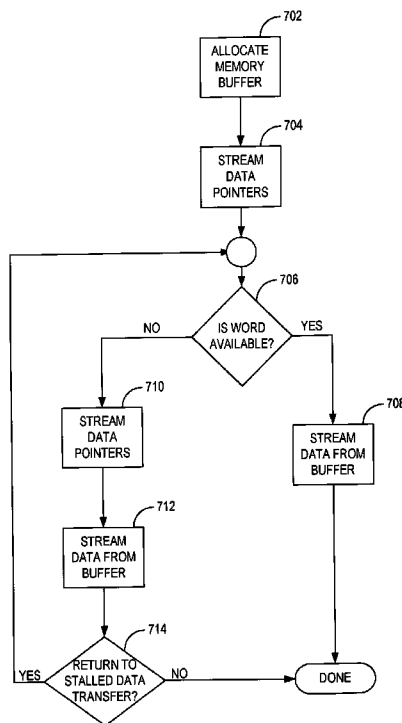 702
ALLOCATE
MEMORY
BUFFER
704
STREAM
DATA
POINTERS
706
IS WORD
AVAILABLE?
NO
YES
710
STREAM
DATA
POINTERS
708
STREAM
DATA FROM
BUFFER
712
STREAM
DATA FROM
BUFFER
714
RETURN TO
STALLED DATA
TRANSFER?
YES
NO
DONE